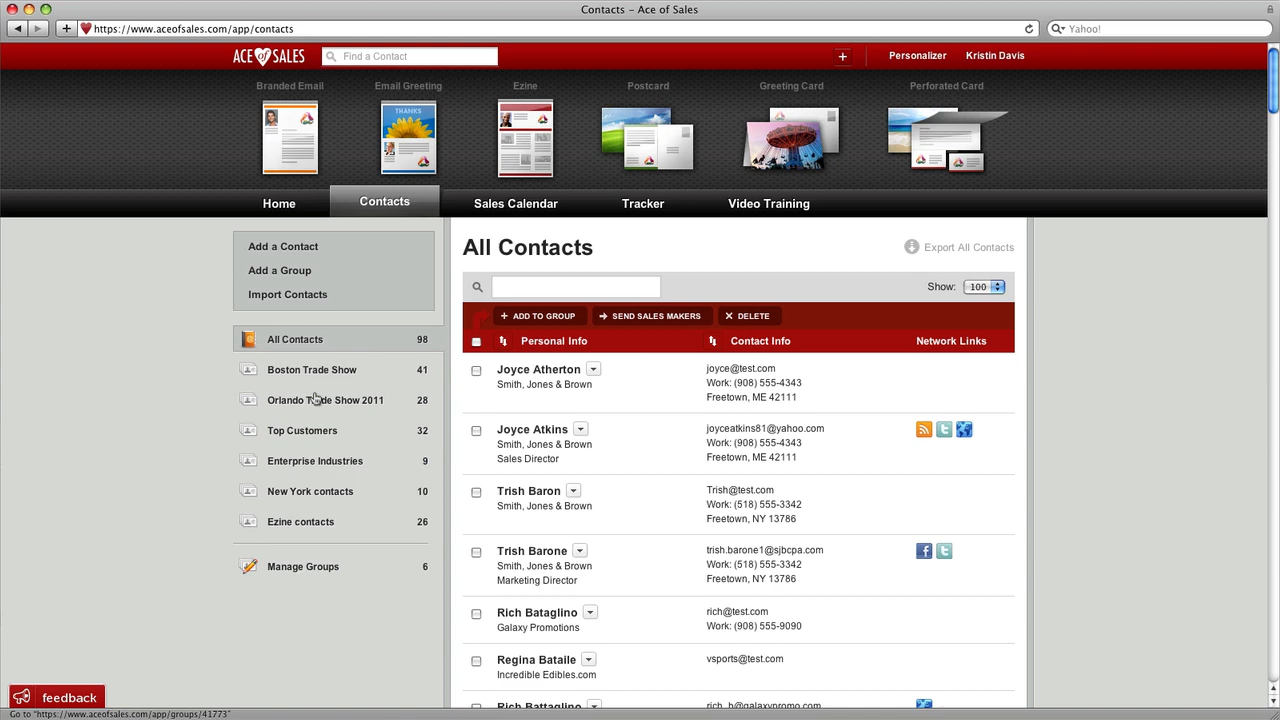 Contacts – Ace of Sales
https://www.aceofsales.com/app/contacts
Yahoo!
ACE of SALES
Find a Contact
Personalizer
Kristin Davis
Branded Email
Email Greeting
Ezine
Postcard
Greeting Card
Perforated Card
THANKS
Home
Contacts
Sales Calendar
Tracker
Video Training
Add a Contact
Add a Group
Import Contacts
All Contacts 98
Boston Trade Show 41
Orlando Trade Show 2011 28
Top Customers 32
Enterprise Industries 9
New York contacts 10
Ezine contacts 26
Manage Groups 6
All Contacts
Export All Contacts
Show: 100
+ ADD TO GROUP
SEND SALES MAKERS
DELETE
Personal Info
Contact Info
Network Links
Joyce Atherton
Smith, Jones & Brown
joyce@test.com
Work: (908) 555-4343
Freetown, ME 42111
Joyce Atkins
Smith, Jones & Brown
Sales Director
joyceatkins81@yahoo.com
Work: (908) 555-4343
Freetown, ME 42111
Trish Baron
Smith, Jones & Brown
Trish@test.com
Work: (518) 555-3342
Freetown, NY 13786
Trish Barone
Smith, Jones & Brown
Marketing Director
trish.barone1@sjbcpa.com
Work: (518) 555-3342
Freetown, NY 13786
Rich Bataglino
Galaxy Promotions
rich@test.com
Work: (908) 555-9090
Regina Bataile
Incredible Edibles.com
vsports@test.com
Rich Battaglino
rich_b@galaxypromo.com
feedback
Go to "https://www.aceofsales.com/app/groups/41773"